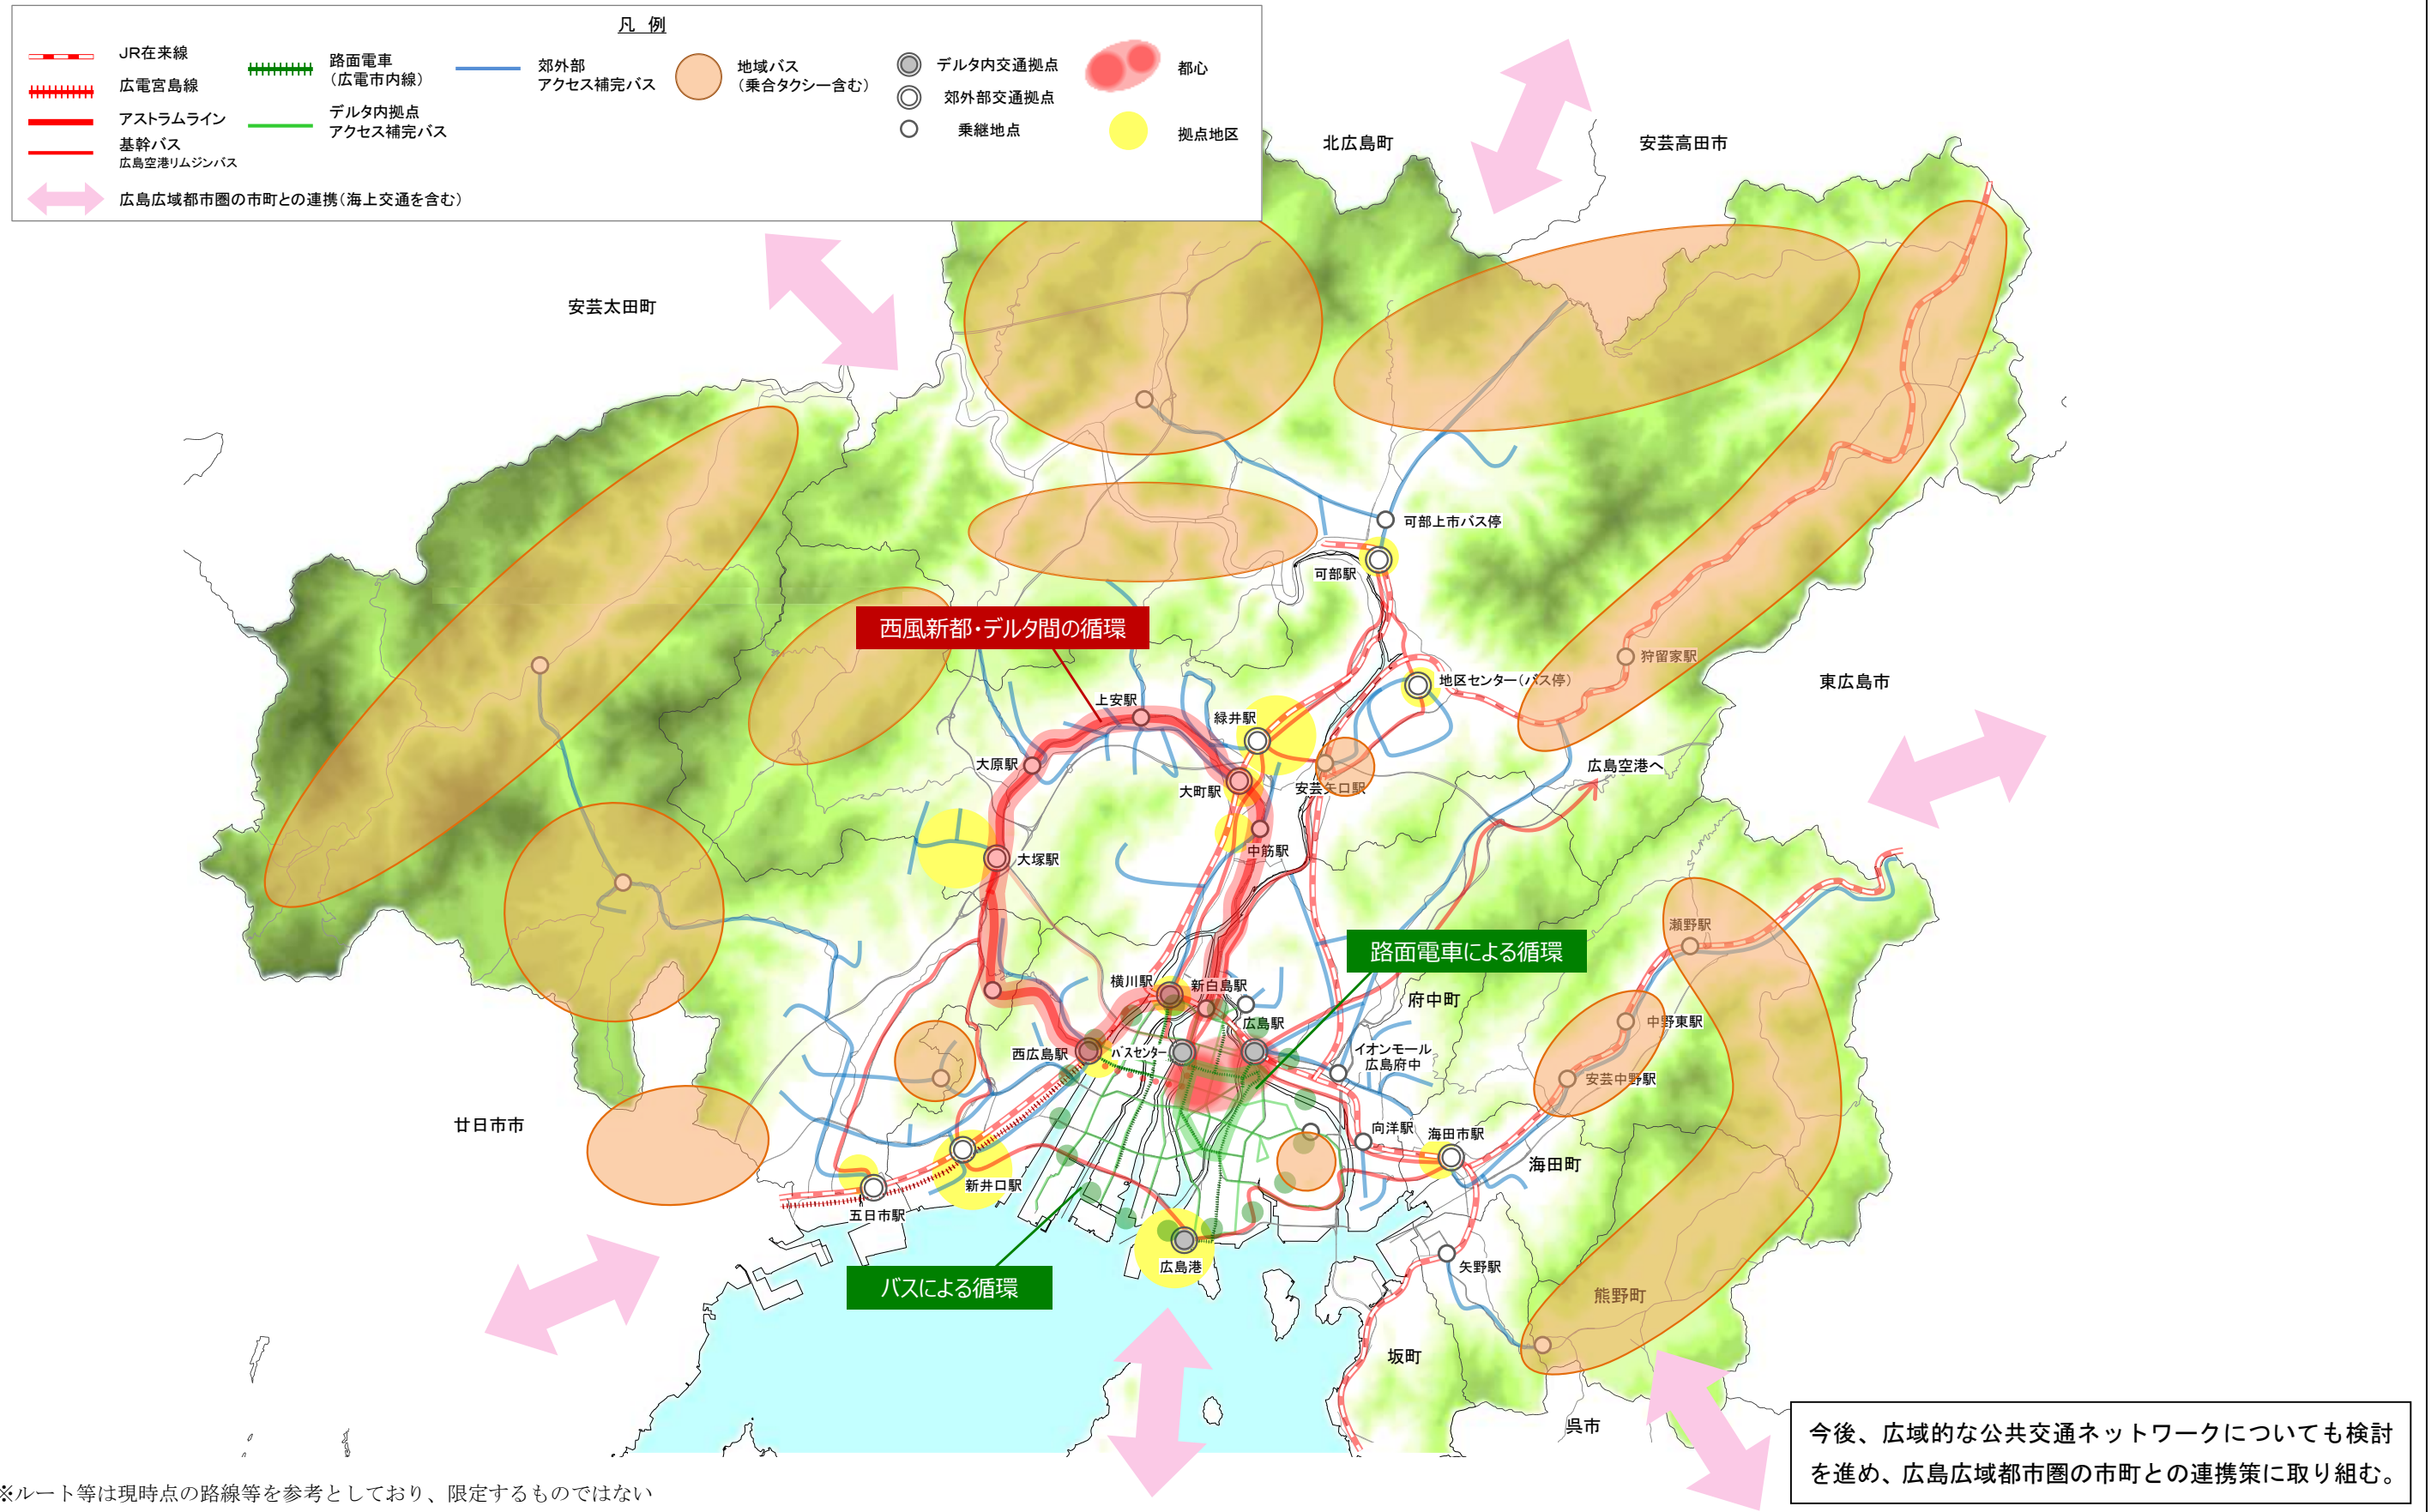 凡 例
JR在来線
広電宮島線
アストラムライン
基幹バス
広島空港リムジンバス
路面電車
(広電市内線)
デルタ内拠点
アクセス補完バス
郊外部
アクセス補完バス
地域バス
(乗合タクシー含む)
デルタ内交通拠点
郊外部交通拠点
乗継地点
都心
拠点地区
広島広域都市圏の市町との連携(海上交通を含む)
北広島町
安芸高田市
安芸太田町
可部上市バス停
可部駅
西風新都・デルタ間の循環
狩留家駅
地区センター(バス停)
東広島市
上安駅
緑井駅
大原駅
広島空港へ
大町駅
安芸矢口駅
中筋駅
大塚駅
瀬野駅
路面電車による循環
横川駅
新白島駅
府中町
広島駅
中野東駅
西広島駅
バスセンター
イオンモール
広島府中
安芸中野駅
廿日市市
向洋駅
海田市駅
海田町
新井口駅
五日市駅
広島港
矢野駅
バスによる循環
熊野町
坂町
呉市
今後、広域的な公共交通ネットワークについても検討
を進め、広島広域都市圏の市町との連携策に取り組む。
※ルート等は現時点の路線等を参考としており、限定するものではない